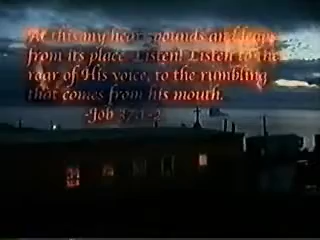 At this my heart pounds and leaps
from its place. Listen! Listen to the
roar of His voice, to the rumbling
that comes from his mouth.
-Job 37:1-2